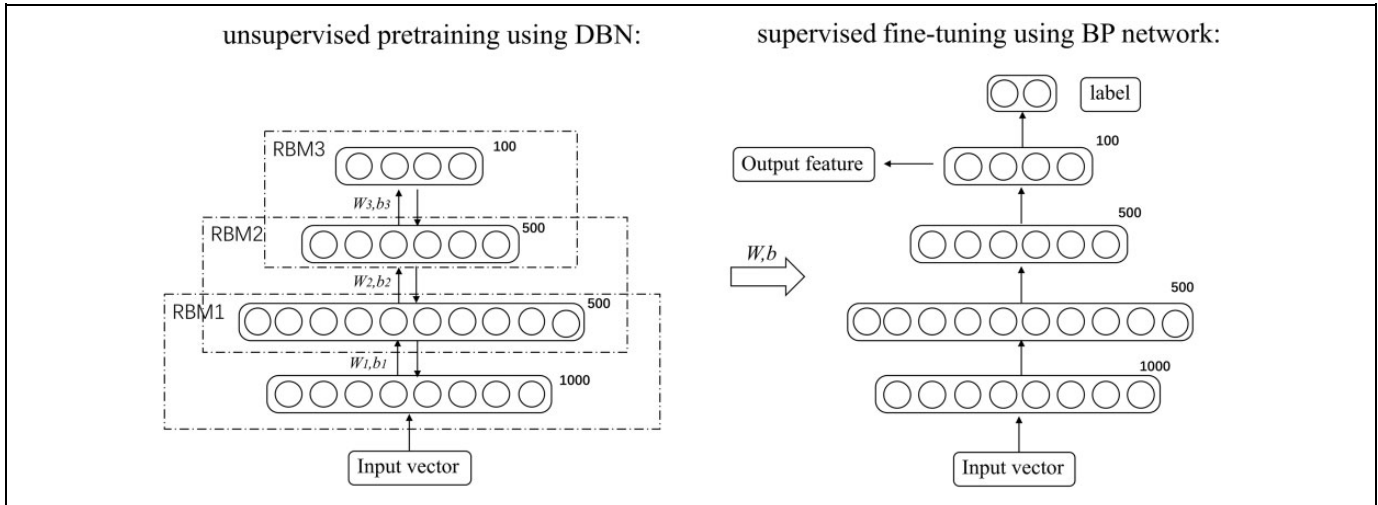 unsupervised pretraining using DBN:
RBM3
100
W3,b3
RBM2
500
W2,b2
RBM1
500
W1,b1
1000
Input vector
W,b
supervised fine-tuning using BP network:
label
100
Output feature
500
500
1000
Input vector